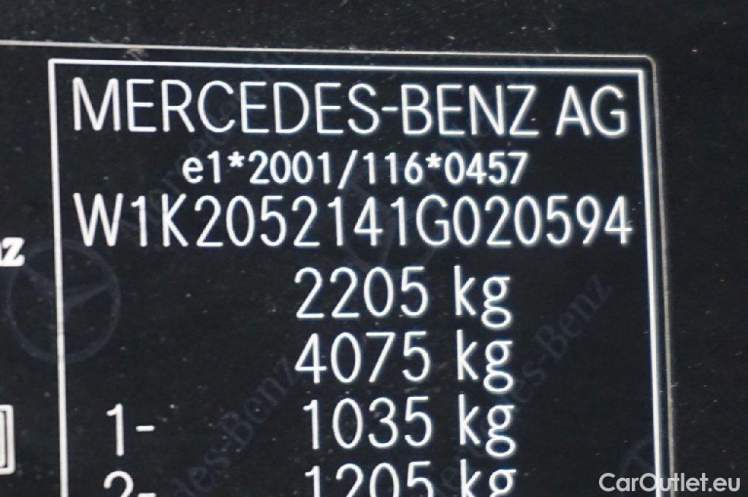 MERCEDES-BENZ AG
e1*2001/116*0457
W1K2052141G020594
2205 kg
4075 kg
1- 1035 kg
2- 1205 kg
CarOutlet.eu